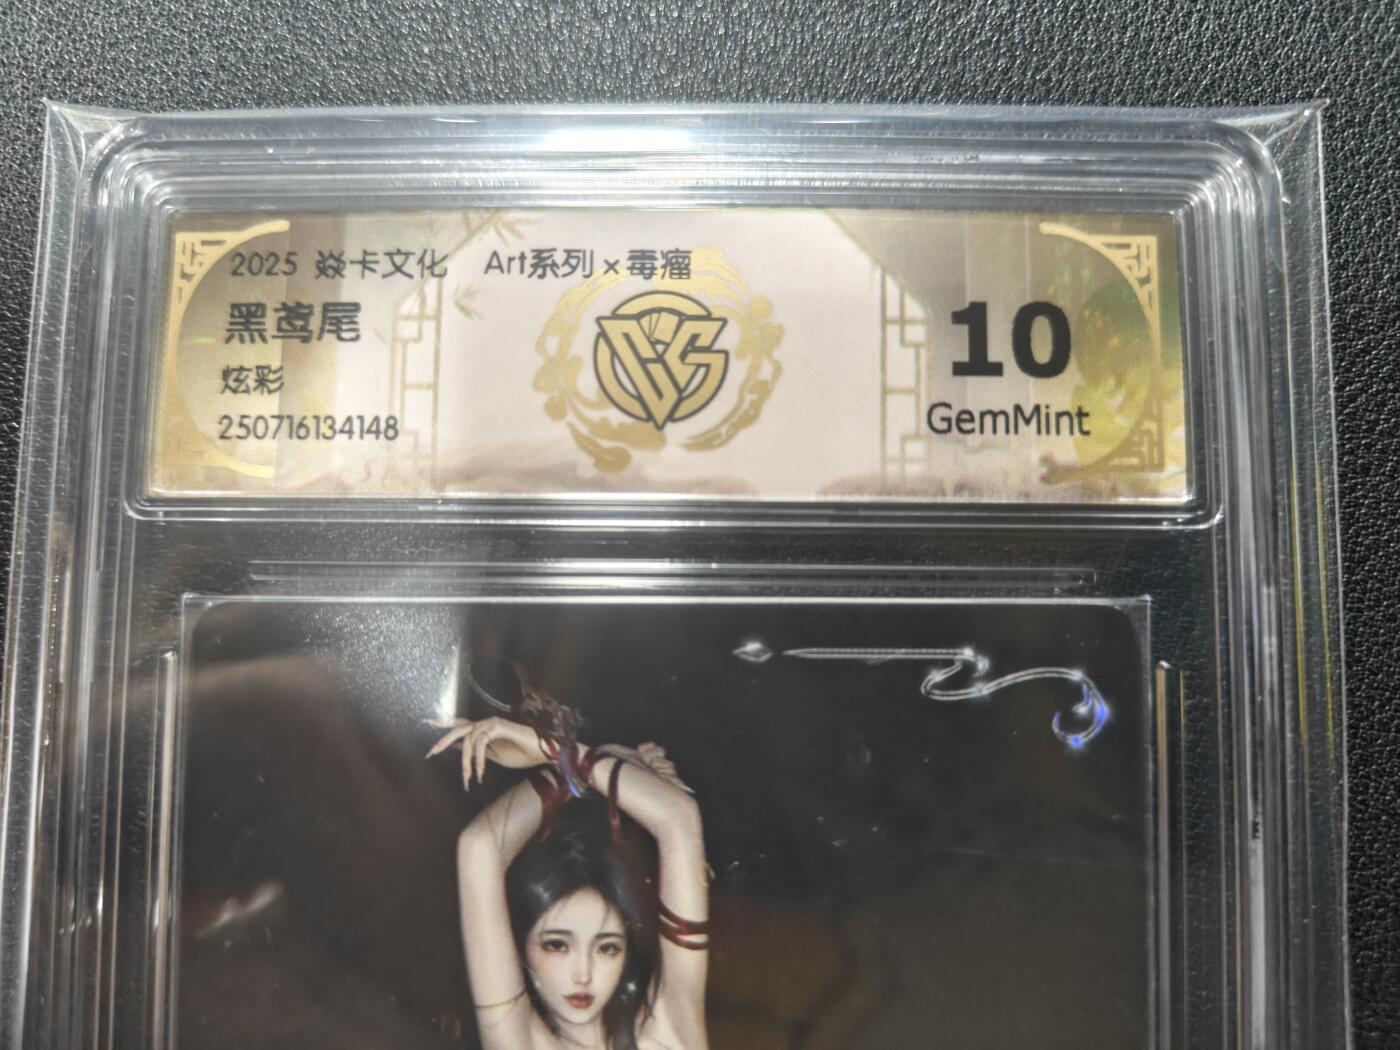 2025 焱卡文化 Art系列×毒瘤
黑鸢尾
炫彩
250716134148
10
GemMint